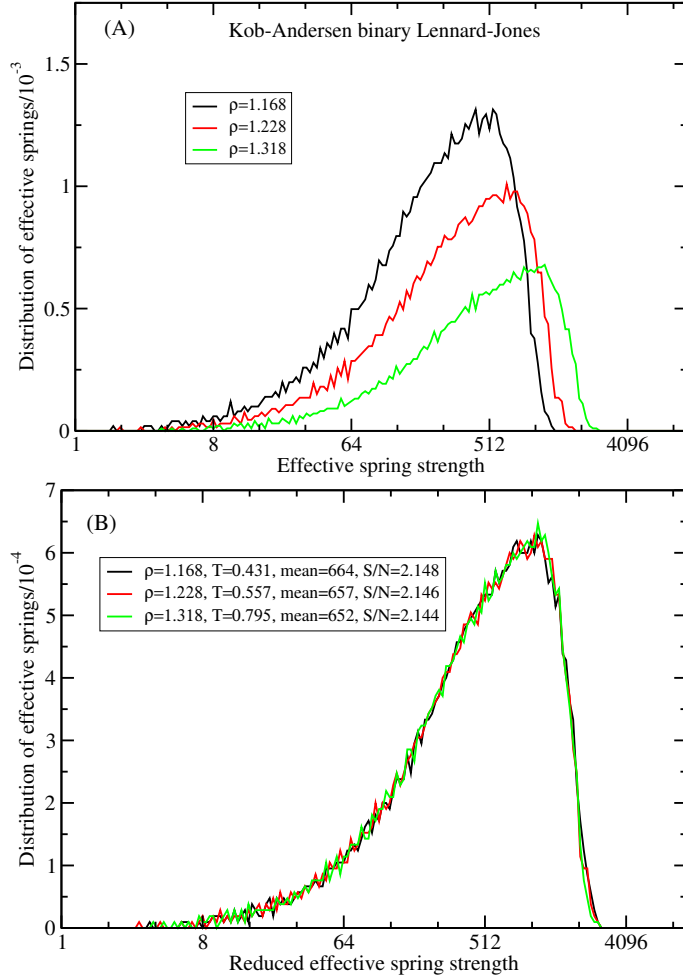 (A)
Kob-Andersen binary Lennard-Jones
1.5
1
0.5
0
Distribution of effective springs/10^-3
ρ=1.168
ρ=1.228
ρ=1.318
1
8
64
512
4096
Effective spring strength
(B)
7
6
5
4
3
2
1
0
Distribution of effective springs/10^-4
ρ=1.168, T=0.431, mean=664, S/N=2.148
ρ=1.228, T=0.557, mean=657, S/N=2.146
ρ=1.318, T=0.795, mean=652, S/N=2.144
1
8
64
512
4096
Reduced effective spring strength